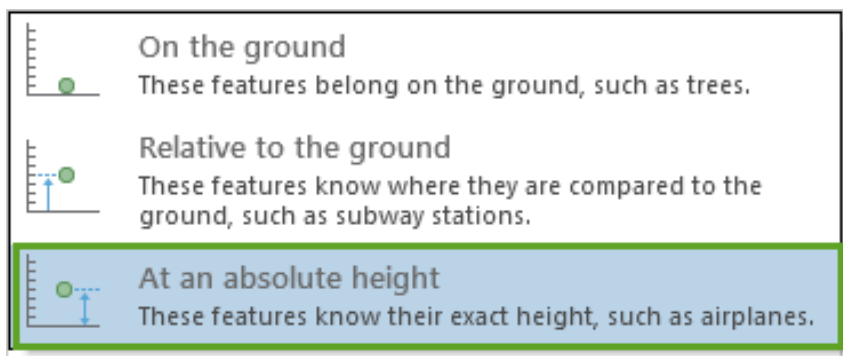 On the ground
These features belong on the ground, such as trees.
Relative to the ground
These features know where they are compared to the
ground, such as subway stations.
At an absolute height
These features know their exact height, such as airplanes.